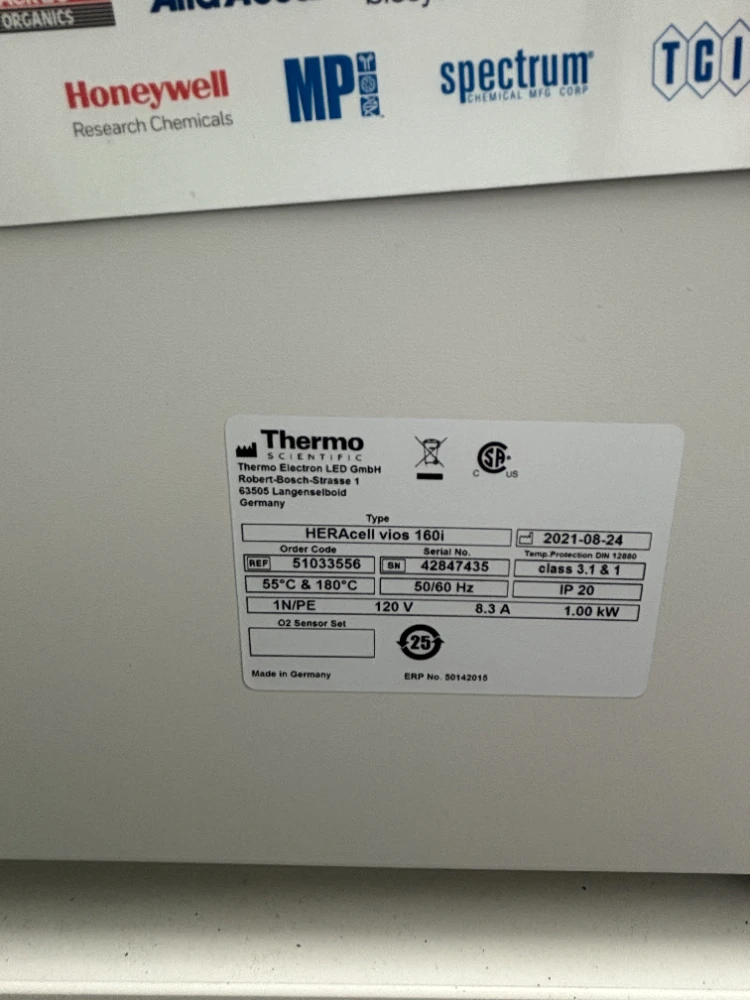 ORGANICS
Honeywell
Research Chemicals
MP
spectrum®
CHEMICAL MFG CORP
TCI
Thermo
SCIENTIFIC
Thermo Electron LED GmbH
Robert-Bosch-Strasse 1
63505 Langenselbold
Germany
C SA US
Type
HERAcell vios 160i
2021-08-24
Order Code Serial No. Temp.Protection DIN 12880
REF 51033556 SN 42847435 class 3.1 & 1
55°C & 180°C 50/60 Hz IP 20
1N/PE 120 V 8.3 A 1.00 kW
O2 Sensor Set
25
Made in Germany ERP No. 50142015